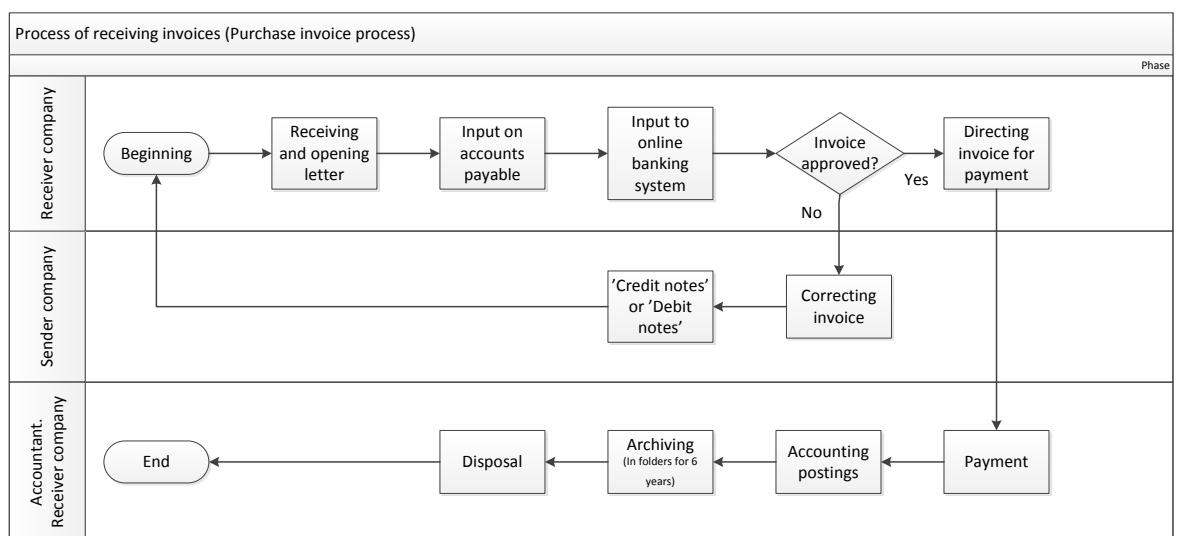 Process of receiving invoices (Purchase invoice process)
Phase
Receiver company
Beginning
Receiving
and opening
letter
Input on
accounts
payable
Input to
online
banking
system
Invoice
approved?
Yes
No
Directing
invoice for
payment
Sender company
’Credit notes’
or ’Debit
notes’
Correcting
invoice
Accountant.
Receiver company
End
Disposal
Archiving
(In folders for 6
years)
Accounting
postings
Payment